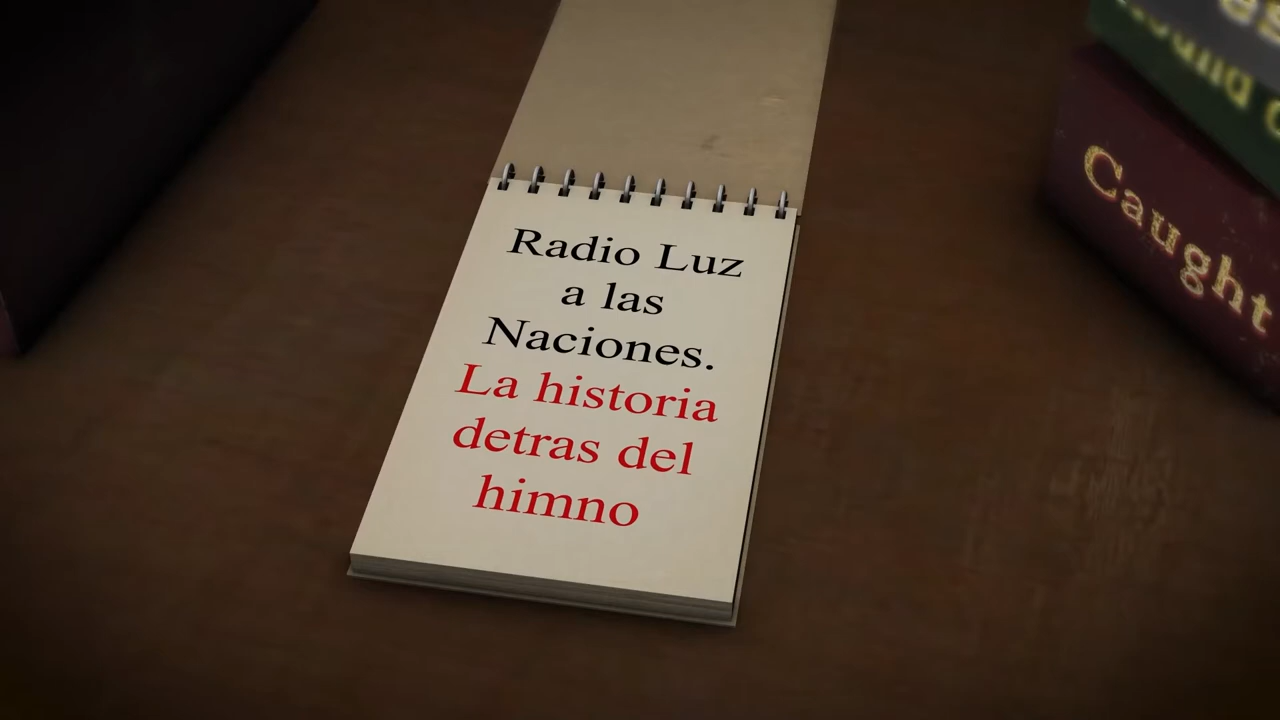 Radio Luz
a las
Naciones.
La historia
detras del
himno
Caught